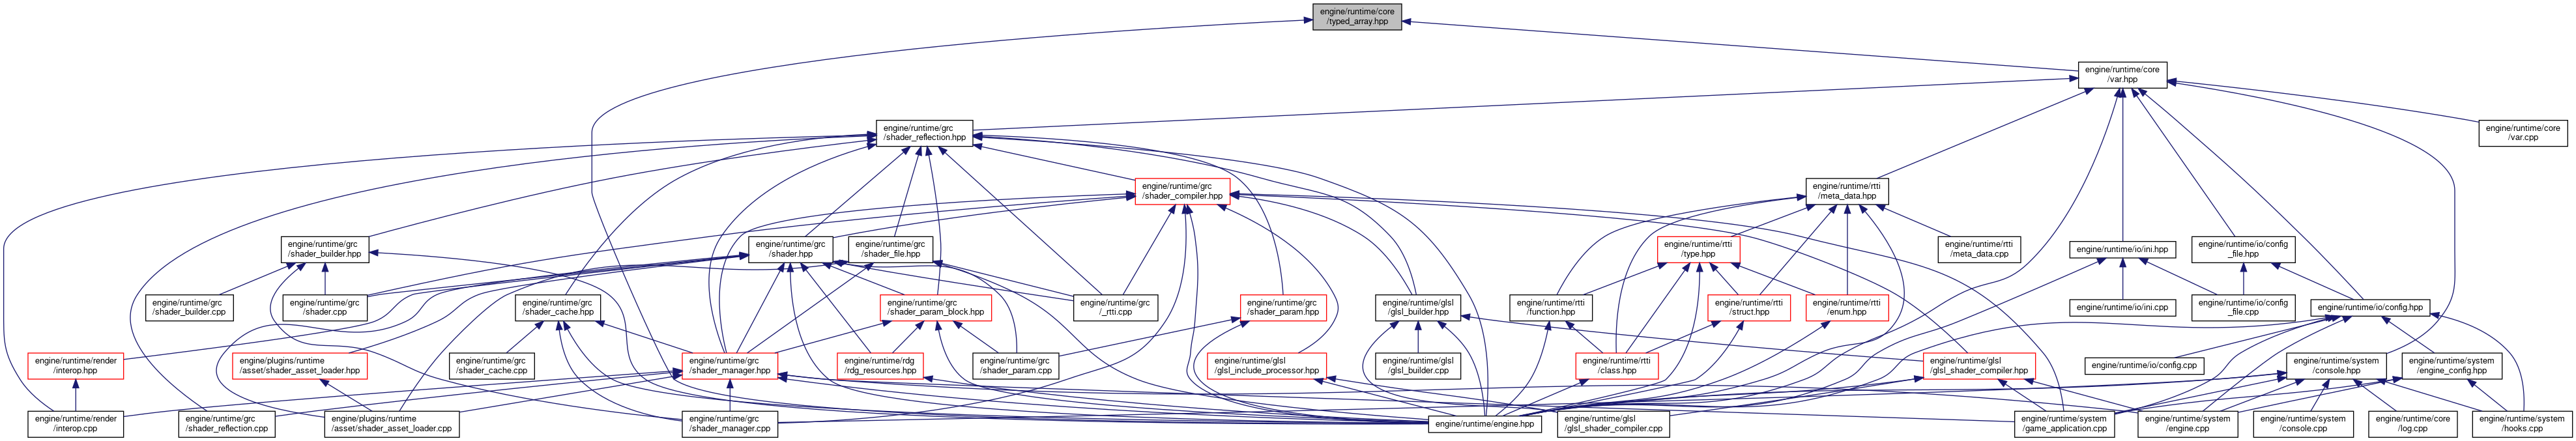 engine/runtime/core
/typed_array.hpp
engine/runtime/core
/var.hpp
engine/runtime/grc
/shader_reflection.hpp
engine/runtime/core
/var.cpp
engine/runtime/grc
/shader_compiler.hpp
engine/runtime/rtti
/meta_data.hpp
engine/runtime/grc
/shader_builder.hpp
engine/runtime/grc
/shader.hpp
engine/runtime/grc
/shader_file.hpp
engine/runtime/rtti
/type.hpp
engine/runtime/rtti
/meta_data.cpp
engine/runtime/io/ini.hpp
engine/runtime/io/config
_file.hpp
engine/runtime/grc
/shader_builder.cpp
engine/runtime/grc
/shader.cpp
engine/runtime/grc
/shader_cache.hpp
engine/runtime/grc
/shader_param_block.hpp
engine/runtime/grc
/_rtti.cpp
engine/runtime/grc
/shader_param.hpp
engine/runtime/glsl
/glsl_builder.hpp
engine/runtime/rtti
/function.hpp
engine/runtime/rtti
/struct.hpp
engine/runtime/rtti
/enum.hpp
engine/runtime/io/ini.cpp
engine/runtime/io/config
_file.cpp
engine/runtime/io/config.hpp
engine/runtime/render
/interop.hpp
engine/plugins/runtime
/asset/shader_asset_loader.hpp
engine/runtime/grc
/shader_cache.cpp
engine/runtime/grc
/shader_manager.hpp
engine/runtime/rdg
/rdg_resources.hpp
engine/runtime/grc
/shader_param.cpp
engine/runtime/glsl
/glsl_include_processor.hpp
engine/runtime/glsl
/glsl_builder.cpp
engine/runtime/rtti
/class.hpp
engine/runtime/glsl
/glsl_shader_compiler.hpp
engine/runtime/io/config.cpp
engine/runtime/system
/console.hpp
engine/runtime/system
/engine_config.hpp
engine/runtime/render
/interop.cpp
engine/runtime/grc
/shader_reflection.cpp
engine/plugins/runtime
/asset/shader_asset_loader.cpp
engine/runtime/grc
/shader_manager.cpp
engine/runtime/engine.hpp
engine/runtime/glsl
/glsl_shader_compiler.cpp
engine/runtime/system
/game_application.cpp
engine/runtime/system
/engine.cpp
engine/runtime/system
/console.cpp
engine/runtime/core
/log.cpp
engine/runtime/system
/hooks.cpp